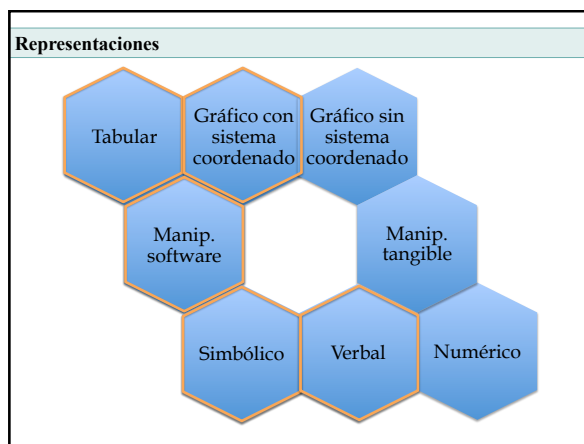 Representaciones
Tabular
Gráfico con
sistema
coordenado
Gráfico sin
sistema
coordenado
Manip.
software
Manip.
tangible
Simbólico
Verbal
Numérico